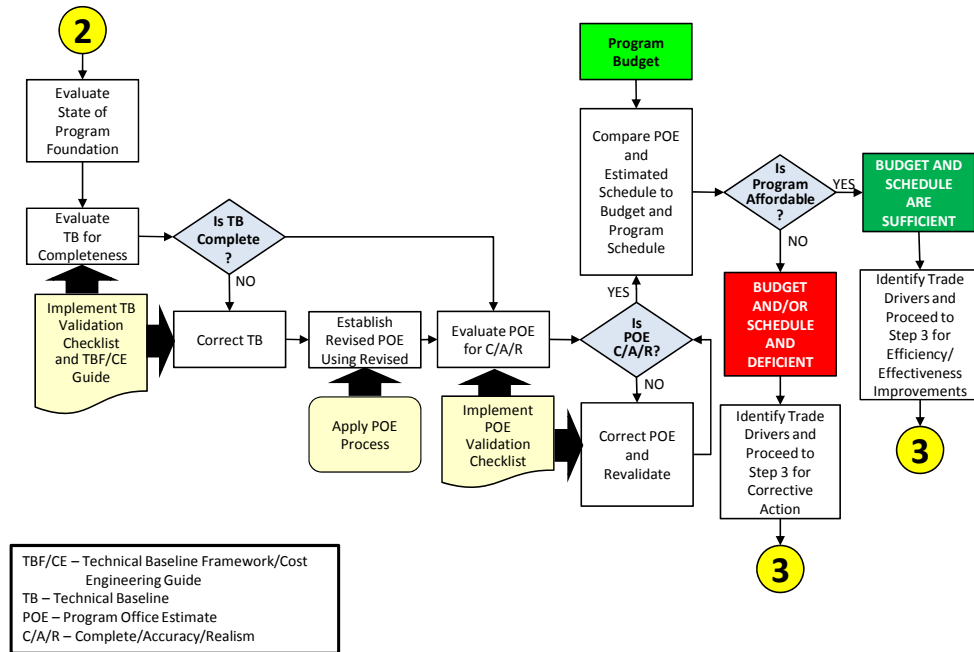 2
Evaluate
State of
Program
Foundation
Evaluate
TB for
Completeness
Is TB
Complete
?
NO
Implement TB
Validation
Checklist
and TBF/CE
Guide
Correct TB
Establish
Revised POE
Using Revised
Apply POE
Process
Evaluate POE
for C/A/R
Implement
POE
Validation
Checklist
Is
POE
C/A/R?
YES
NO
Correct POE
and
Revalidate
Program
Budget
Compare POE
and
Estimated
Schedule to
Budget and
Program
Schedule
Is
Program
Affordable
?
YES
NO
BUDGET AND
SCHEDULE
ARE
SUFFICIENT
Identify Trade
Drivers and
Proceed to
Step 3 for
Efficiency/
Effectiveness
Improvements
3
BUDGET
AND/OR
SCHEDULE
AND
DEFICIENT
Identify Trade
Drivers and
Proceed to
Step 3 for
Corrective
Action
3
TBF/CE – Technical Baseline Framework/Cost
Engineering Guide
TB – Technical Baseline
POE – Program Office Estimate
C/A/R – Complete/Accuracy/Realism